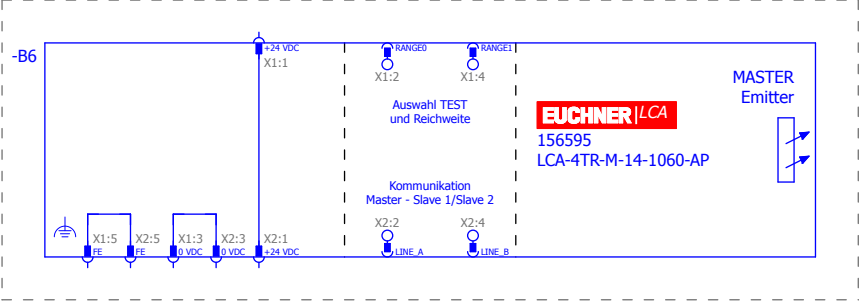 -B6
+24 VDC
X1:1
RANGE0
X1:2
RANGE1
X1:4
Auswahl TEST
und Reichweite
EUCHNER LCA
156595
LCA-4TR-M-14-1060-AP
MASTER
Emitter
Kommunikation
Master - Slave 1/Slave 2
X2:2
LINE_A
X2:4
LINE_B
X1:5
FE
X2:5
FE
X1:3
0 VDC
X2:3
0 VDC
X2:1
+24 VDC